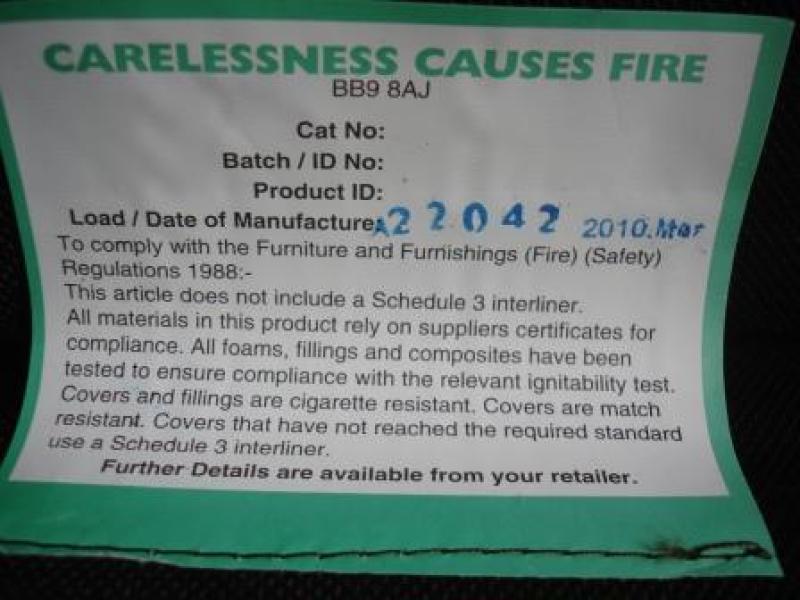 CARELESSNESS CAUSES FIRE
BB9 8AJ
Cat No:
Batch / ID No:
Product ID:
Load / Date of Manufacture: A22042 2010.Mar
To comply with the Furniture and Furnishings (Fire) (Safety)
Regulations 1988:-
This article does not include a Schedule 3 interliner.
All materials in this product rely on suppliers certificates for
compliance. All foams, fillings and composites have been
tested to ensure compliance with the relevant ignitability test.
Covers and fillings are cigarette resistant. Covers are match
resistant. Covers that have not reached the required standard
use a Schedule 3 interliner.
Further Details are available from your retailer.